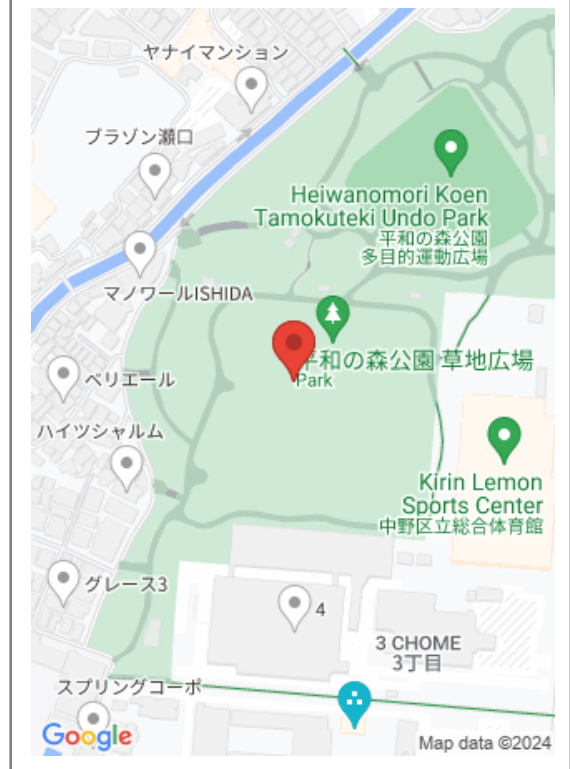 ヤナイマンション
ブラゾン瀬口
Heiwanomori Koen
Tamokuteki Undo Park
平和の森公園
多目的運動広場
マノワールISHIDA
平和の森公園 草地広場
Park
ベリエール
ハイツシャルム
Kirin Lemon
Sports Center
中野区立総合体育館
グレース3
4
3 CHOME
3丁目
スプリングコーポ
Google
Map data ©2024